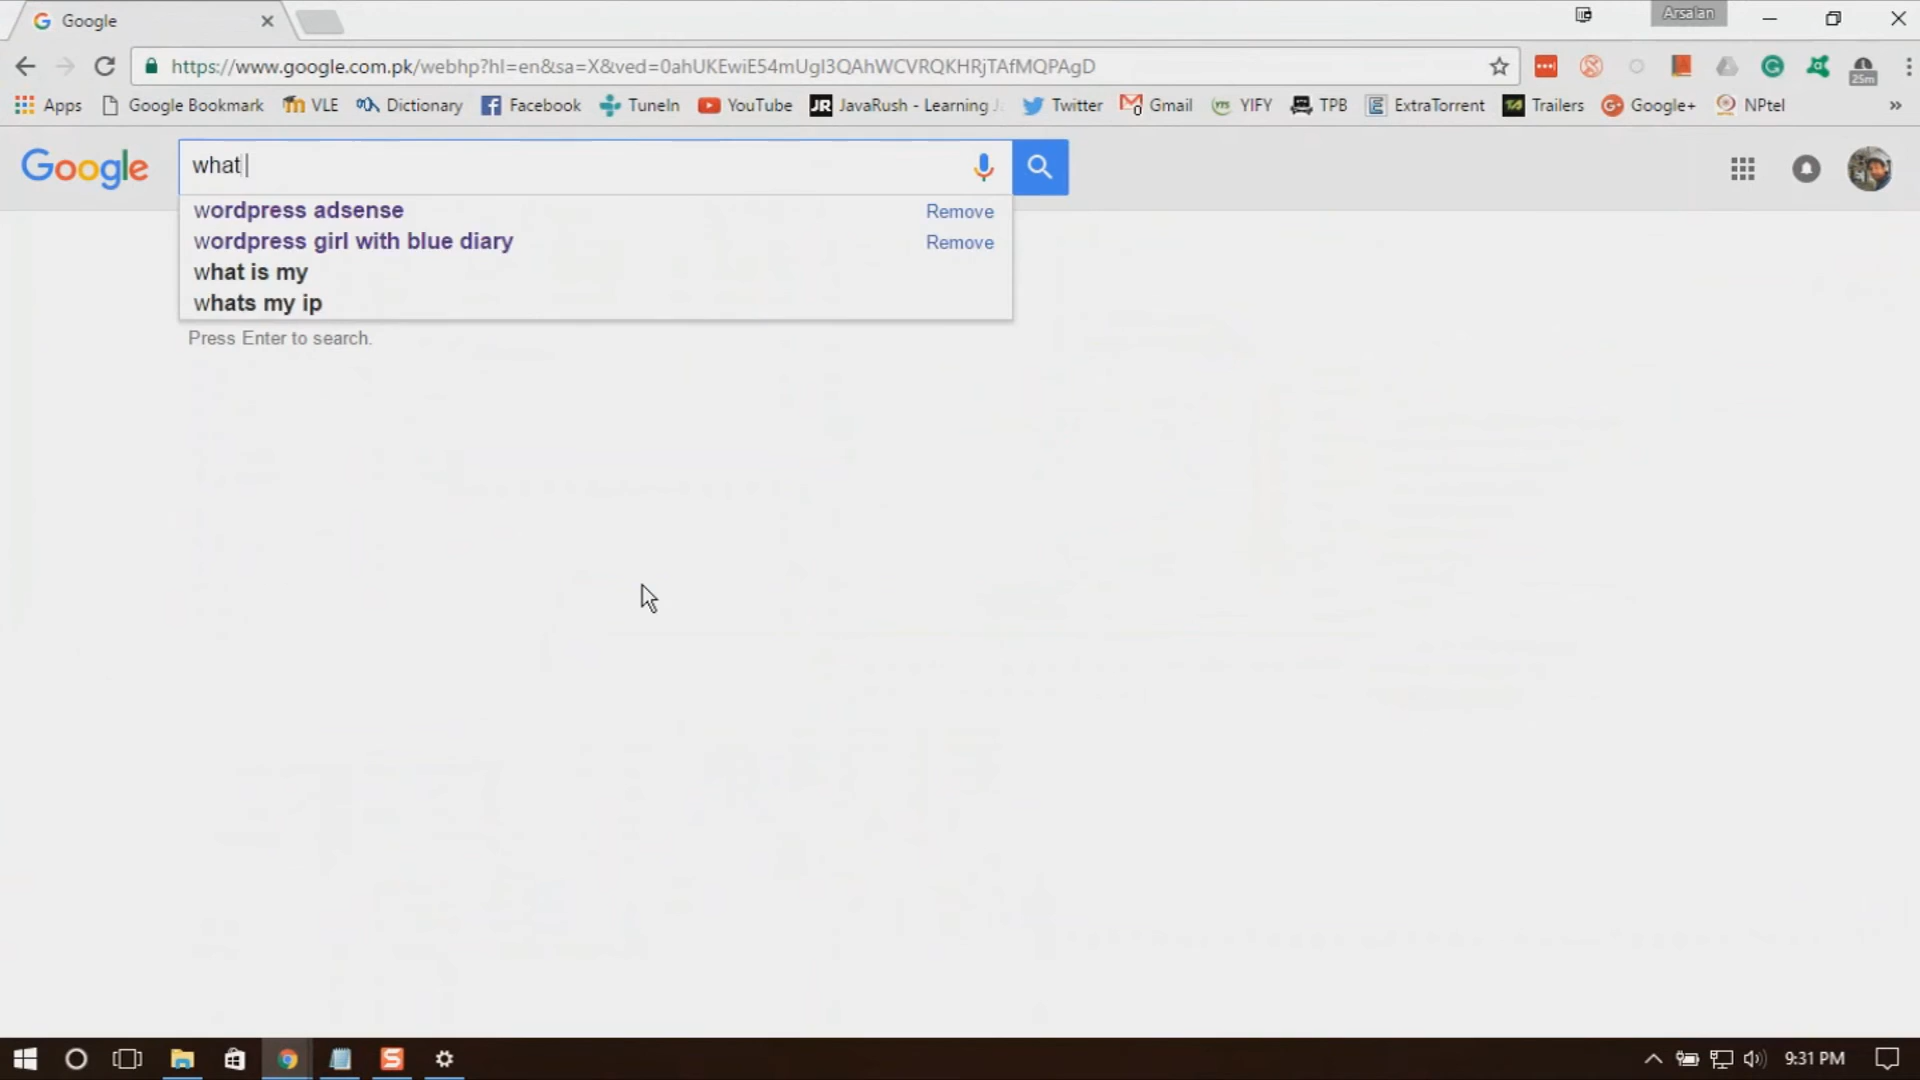 Google
Arsalan
https://www.google.com.pk/webhp?hl=en&sa=X&ved=0ahUKEwiE54mUgI3QAhWCVRQKHRjTAfMQPAgD
25m
Apps Google Bookmark VLE Dictionary Facebook TuneIn YouTube JR JavaRush - Learning J Twitter Gmail YIFY TPB ExtraTorrent Trailers Google+ NPtel »
Google what
wordpress adsense Remove
wordpress girl with blue diary Remove
what is my
whats my ip
Press Enter to search.
9:31 PM